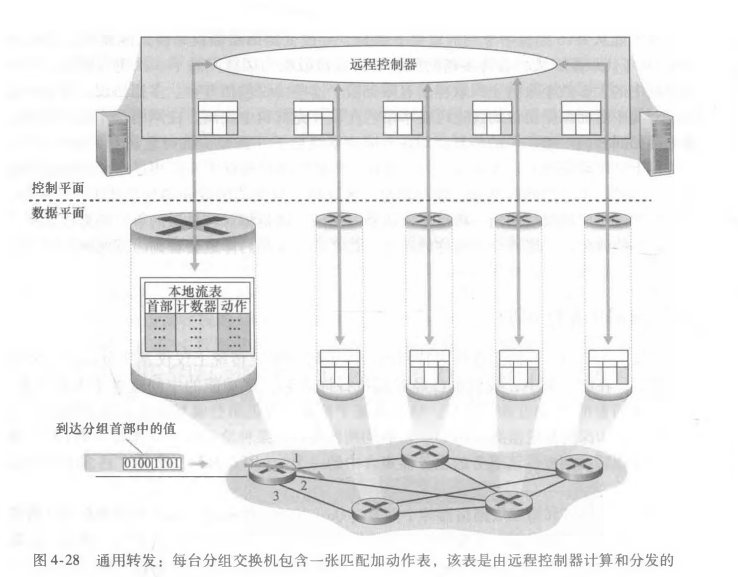 远程控制器
控制平面
数据平面
本地流表
首部 计数器 动作
... ... ...
... ... ...
... ... ...
... ... ...
到达分组首部中的值
0100 1101
1
2
3
图4-28 通用转发:每台分组交换机包含一张匹配加动作表,该表是由远程控制器计算和分发的